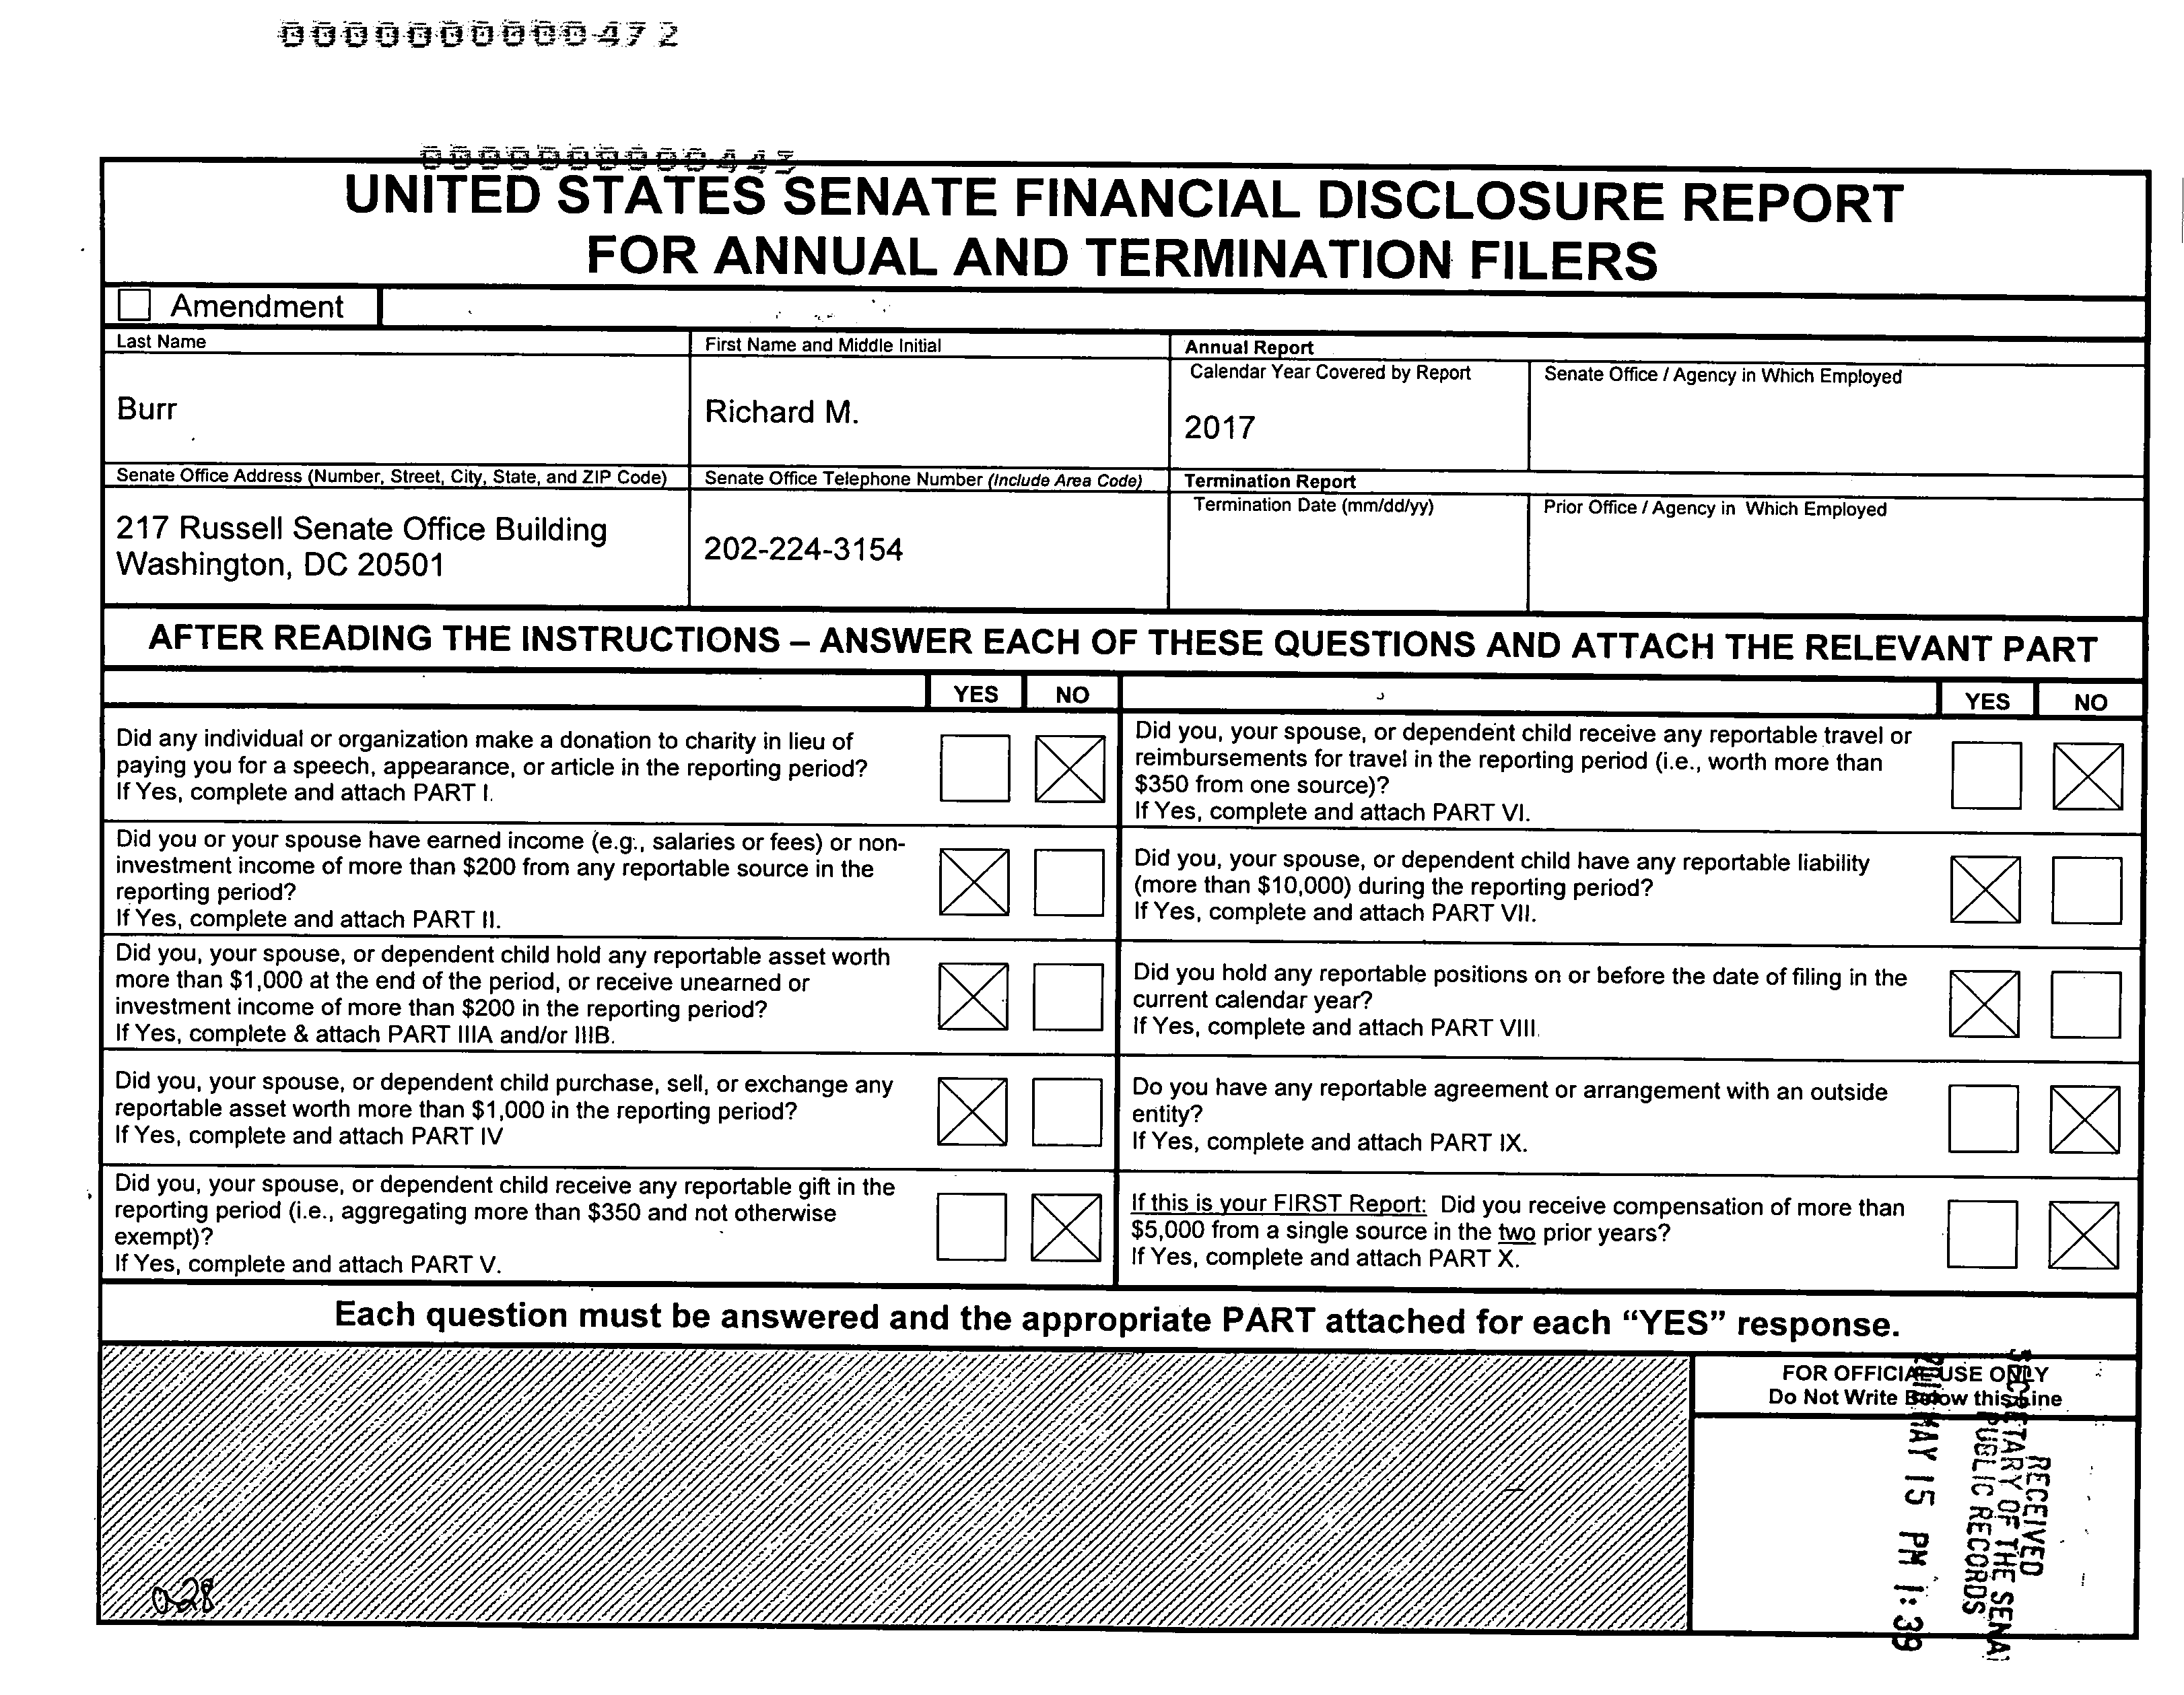 0000000000472
0000000000443
UNITED STATES SENATE FINANCIAL DISCLOSURE REPORT
FOR ANNUAL AND TERMINATION FILERS
Amendment
Last Name
First Name and Middle Initial
Annual Report
Calendar Year Covered by Report
Senate Office / Agency in Which Employed
Burr
Richard M.
2017
Senate Office Address (Number, Street, City, State, and ZIP Code)
Senate Office Telephone Number (Include Area Code)
Termination Report
Termination Date (mm/dd/yy)
Prior Office / Agency in Which Employed
217 Russell Senate Office Building
Washington, DC 20501
202-224-3154
AFTER READING THE INSTRUCTIONS – ANSWER EACH OF THESE QUESTIONS AND ATTACH THE RELEVANT PART
YES NO
Did any individual or organization make a donation to charity in lieu of
paying you for a speech, appearance, or article in the reporting period?
If Yes, complete and attach PART I.
Did you or your spouse have earned income (e.g., salaries or fees) or non-
investment income of more than $200 from any reportable source in the
reporting period?
If Yes, complete and attach PART II.
Did you, your spouse, or dependent child hold any reportable asset worth
more than $1,000 at the end of the period, or receive unearned or
investment income of more than $200 in the reporting period?
If Yes, complete & attach PART IIIA and/or IIIB.
Did you, your spouse, or dependent child purchase, sell, or exchange any
reportable asset worth more than $1,000 in the reporting period?
If Yes, complete and attach PART IV
Did you, your spouse, or dependent child receive any reportable gift in the
reporting period (i.e., aggregating more than $350 and not otherwise
exempt)?
If Yes, complete and attach PART V.
YES NO
Did you, your spouse, or dependent child receive any reportable travel or
reimbursements for travel in the reporting period (i.e., worth more than
$350 from one source)?
If Yes, complete and attach PART VI.
Did you, your spouse, or dependent child have any reportable liability
(more than $10,000) during the reporting period?
If Yes, complete and attach PART VII.
Did you hold any reportable positions on or before the date of filing in the
current calendar year?
If Yes, complete and attach PART VIII.
Do you have any reportable agreement or arrangement with an outside
entity?
If Yes, complete and attach PART IX.
If this is your FIRST Report: Did you receive compensation of more than
$5,000 from a single source in the two prior years?
If Yes, complete and attach PART X.
Each question must be answered and the appropriate PART attached for each “YES” response.
FOR OFFICIAL USE ONLY
Do Not Write Below this Line
RECEIVED
SECRETARY OF THE SENA
PUBLIC RECORDS
MAY 15 PM 1:39